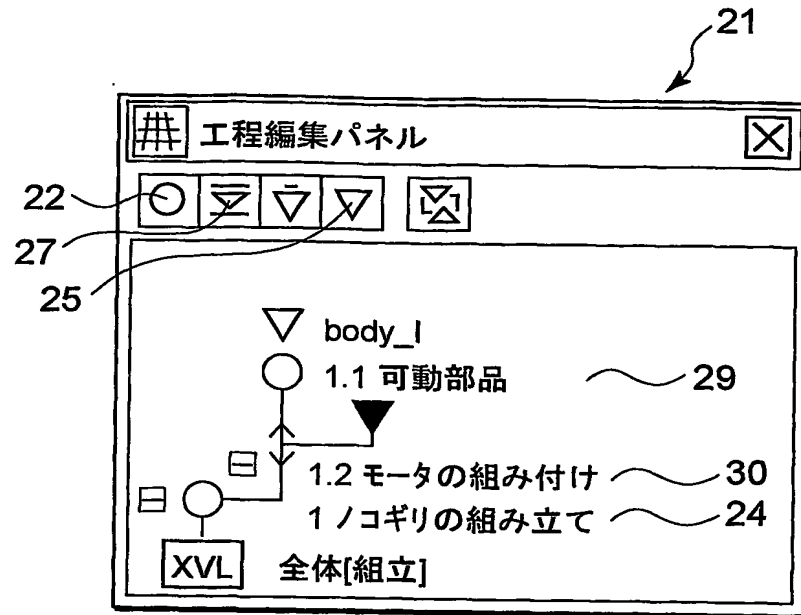 21
工程編集パネル
22
27
25
body_l
1.1 可動部品
29
1.2 モータの組み付け
30
1 ノコギリの組み立て
24
XVL
全体[組立]